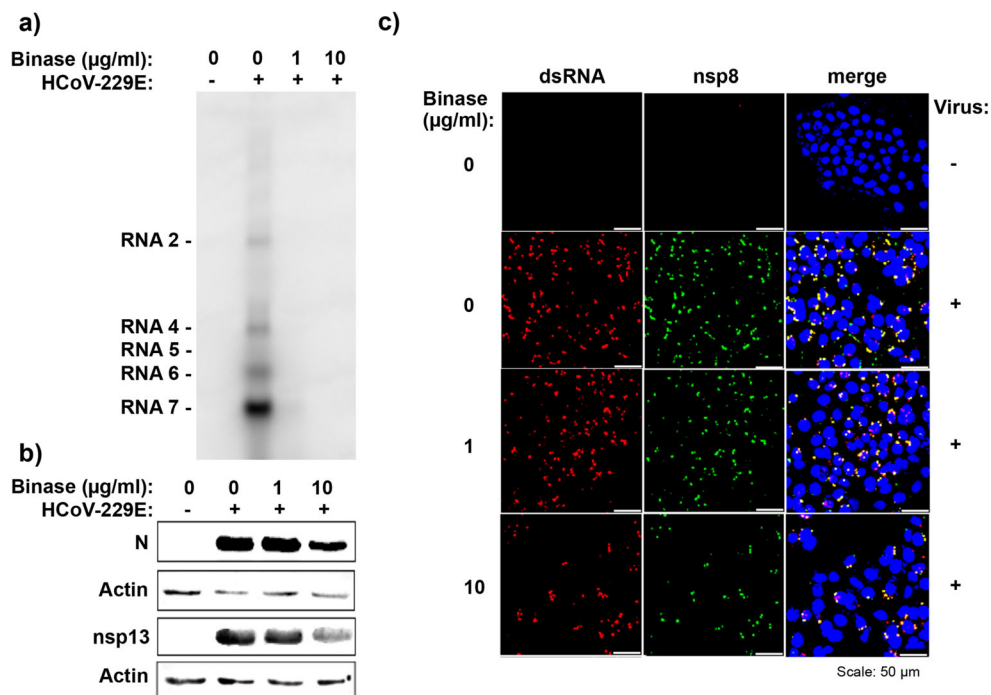 a)
Binase (µg/ml): 0 0 1 10
HCoV-229E: - + + +
RNA 2 -
RNA 4 -
RNA 5 -
RNA 6 -
RNA 7 -
b)
Binase (µg/ml): 0 0 1 10
HCoV-229E: - + + +
N
Actin
nsp13
Actin
c)
dsRNA nsp8 merge
Binase
(µg/ml):
Virus:
0 -
0 +
1 +
10 +
Scale: 50 µm